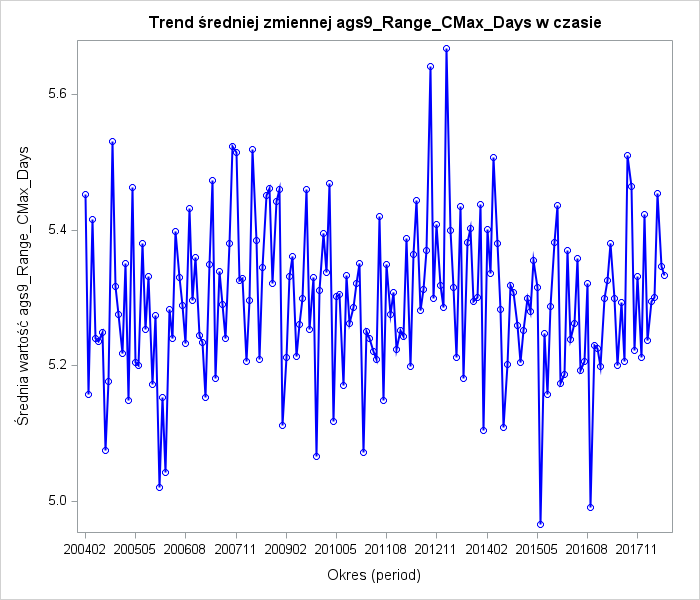 Trend średniej zmiennej ags9_Range_CMax_Days w czasie
Średnia wartość ags9_Range_CMax_Days
5.6
5.4
5.2
5.0
200402 200505 200608 200711 200902 201005 201108 201211 201402 201505 201608 201711
Okres (period)